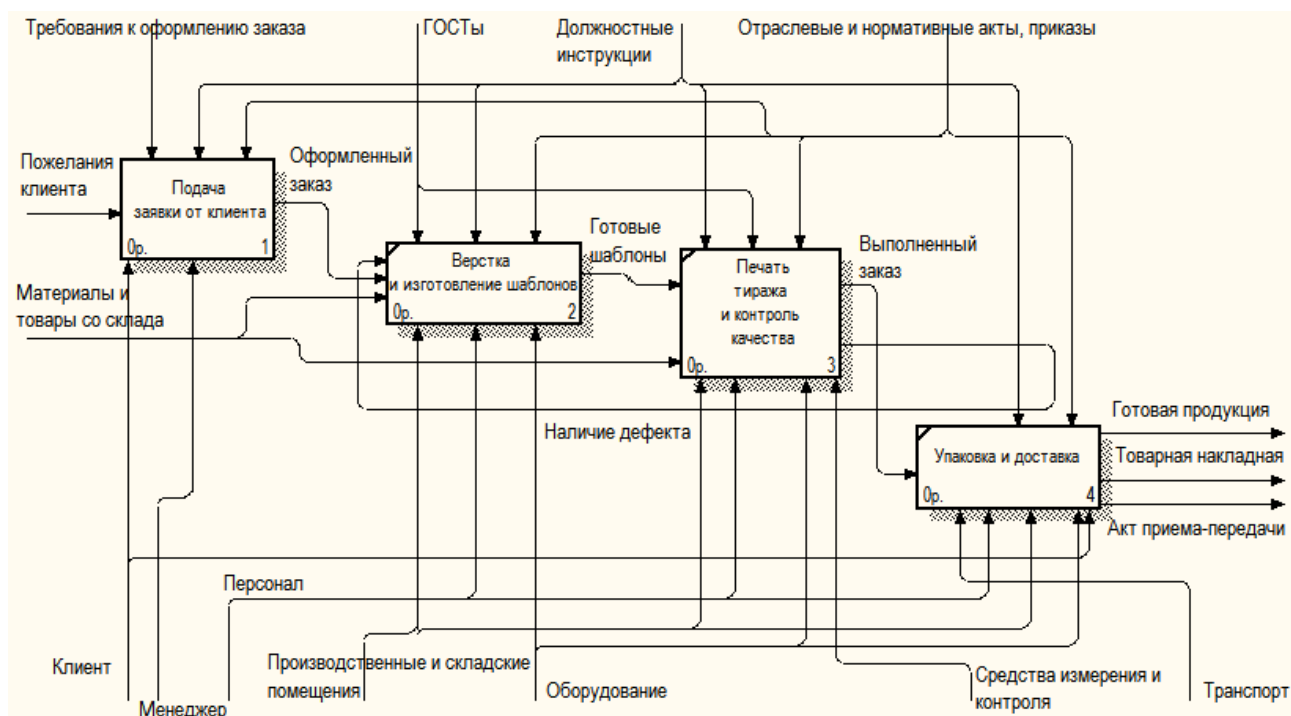 Требования к оформлению заказа
ГОСТы
Должностные
инструкции
Отраслевые и нормативные акты, приказы
Пожелания
клиента
Подача
заявки от клиента
0р.
1
Оформленный
заказ
Материалы и
товары со склада
Верстка
и изготовление шаблонов
0р.
2
Готовые
шаблоны
Печать
тиража
и контроль
качества
0р.
3
Выполненный
заказ
Наличие дефекта
Упаковка и доставка
0р.
4
Готовая продукция
Товарная накладная
Акт приема-передачи
Персонал
Клиент
Менеджер
Производственные и складские
помещения
Оборудование
Средства измерения и
контроля
Транспорт